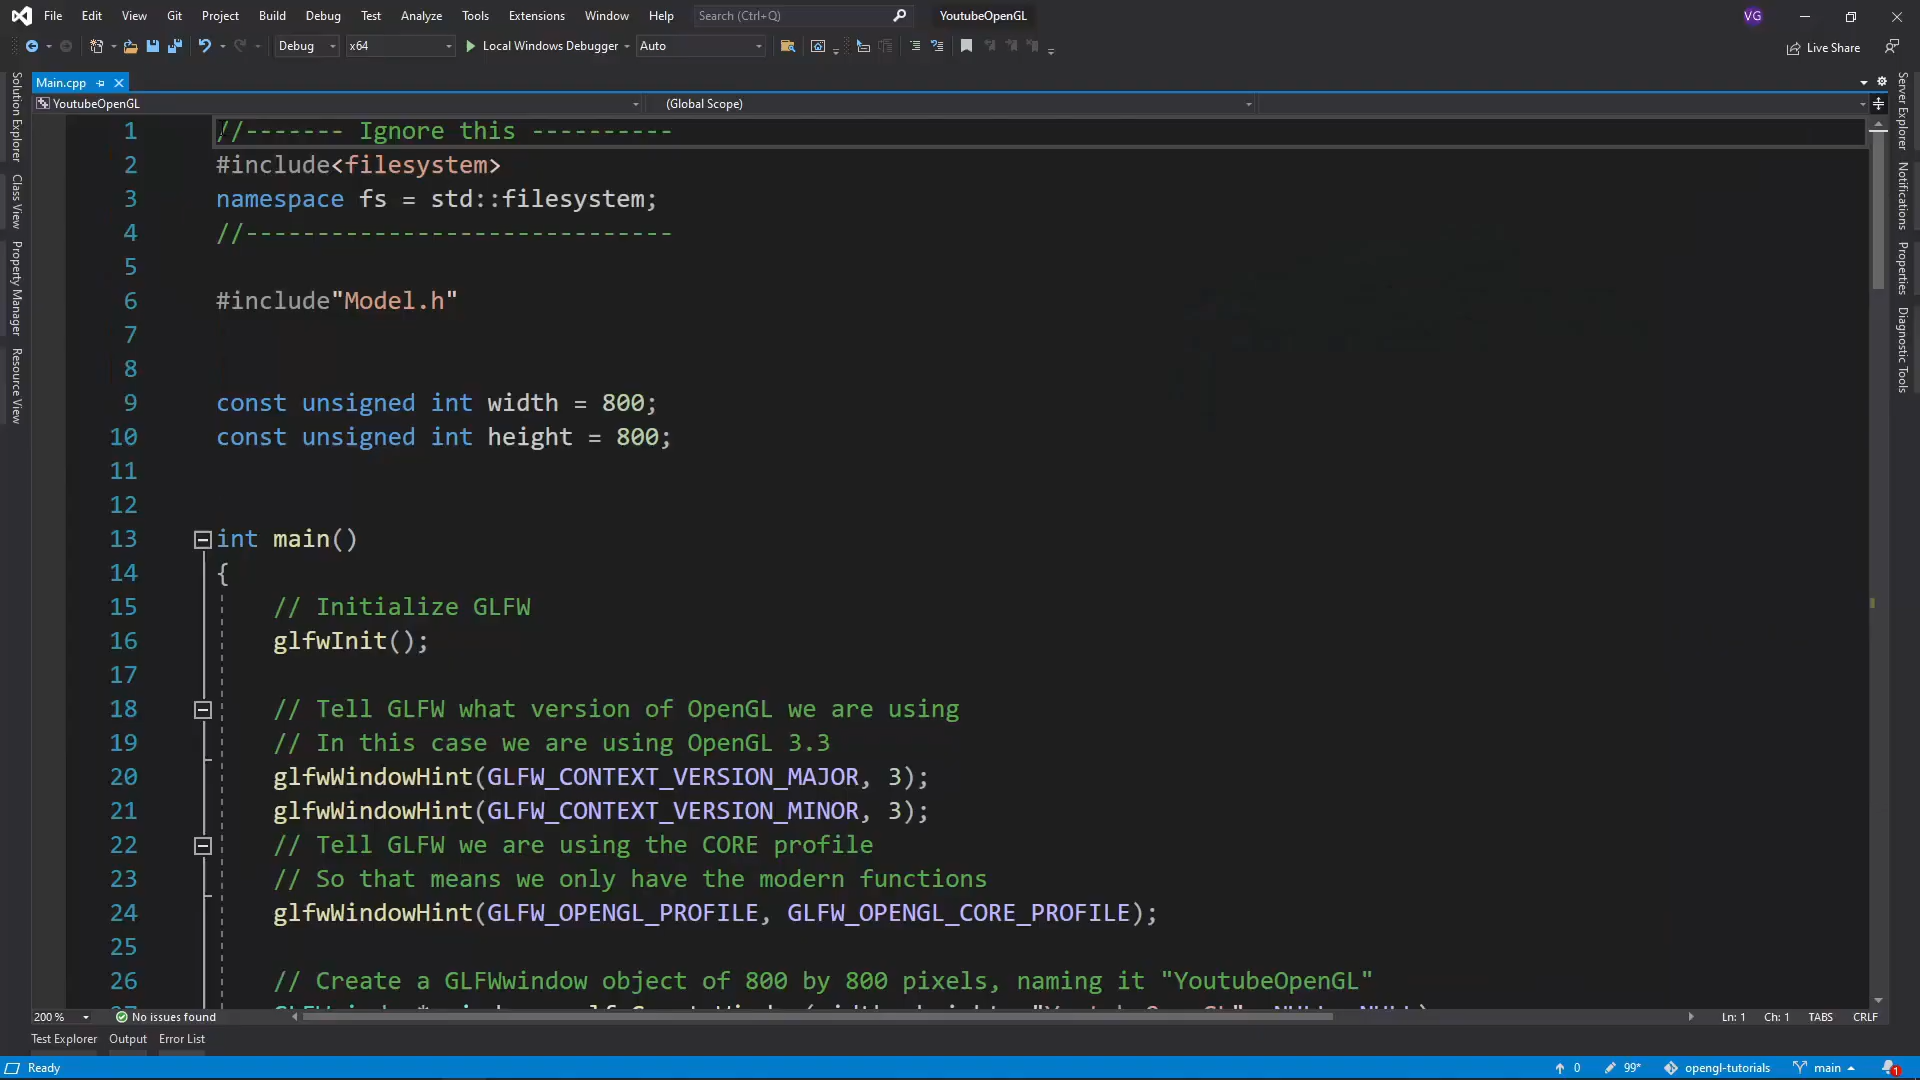 File Edit View Git Project Build Debug Test Analyze Tools Extensions Window Help Search (Ctrl+Q) YoutubeOpenGL VG
Debug x64 Local Windows Debugger Auto Live Share
Main.cpp
YoutubeOpenGL (Global Scope)
Solution Explorer
Class View
Property Manager
Resource View
1 //------- Ignore this ----------
2 #include<filesystem>
3 namespace fs = std::filesystem;
4 //------------------------------
5
6 #include"Model.h"
7
8
9 const unsigned int width = 800;
10 const unsigned int height = 800;
11
12
13 int main()
14 {
15 // Initialize GLFW
16 glfwInit();
17
18 // Tell GLFW what version of OpenGL we are using
19 // In this case we are using OpenGL 3.3
20 glfwWindowHint(GLFW_CONTEXT_VERSION_MAJOR, 3);
21 glfwWindowHint(GLFW_CONTEXT_VERSION_MINOR, 3);
22 // Tell GLFW we are using the CORE profile
23 // So that means we only have the modern functions
24 glfwWindowHint(GLFW_OPENGL_PROFILE, GLFW_OPENGL_CORE_PROFILE);
25
26 // Create a GLFWwindow object of 800 by 800 pixels, naming it "YoutubeOpenGL"
Server Explorer
Notifications
Properties
Diagnostic Tools
200 % No issues found Ln: 1 Ch: 1 TABS CRLF
Test Explorer Output Error List
Ready 0 99* opengl-tutorials main 1